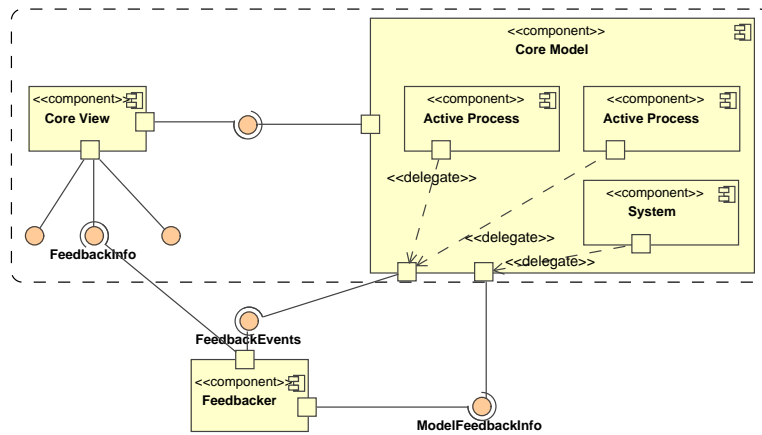 <<component>>
Core Model
<<component>>
Core View
<<component>>
Active Process
<<component>>
Active Process
<<delegate>>
<<component>>
System
<<delegate>>
FeedbackInfo
<<delegate>>
FeedbackEvents
<<component>>
Feedbacker
ModelFeedbackInfo